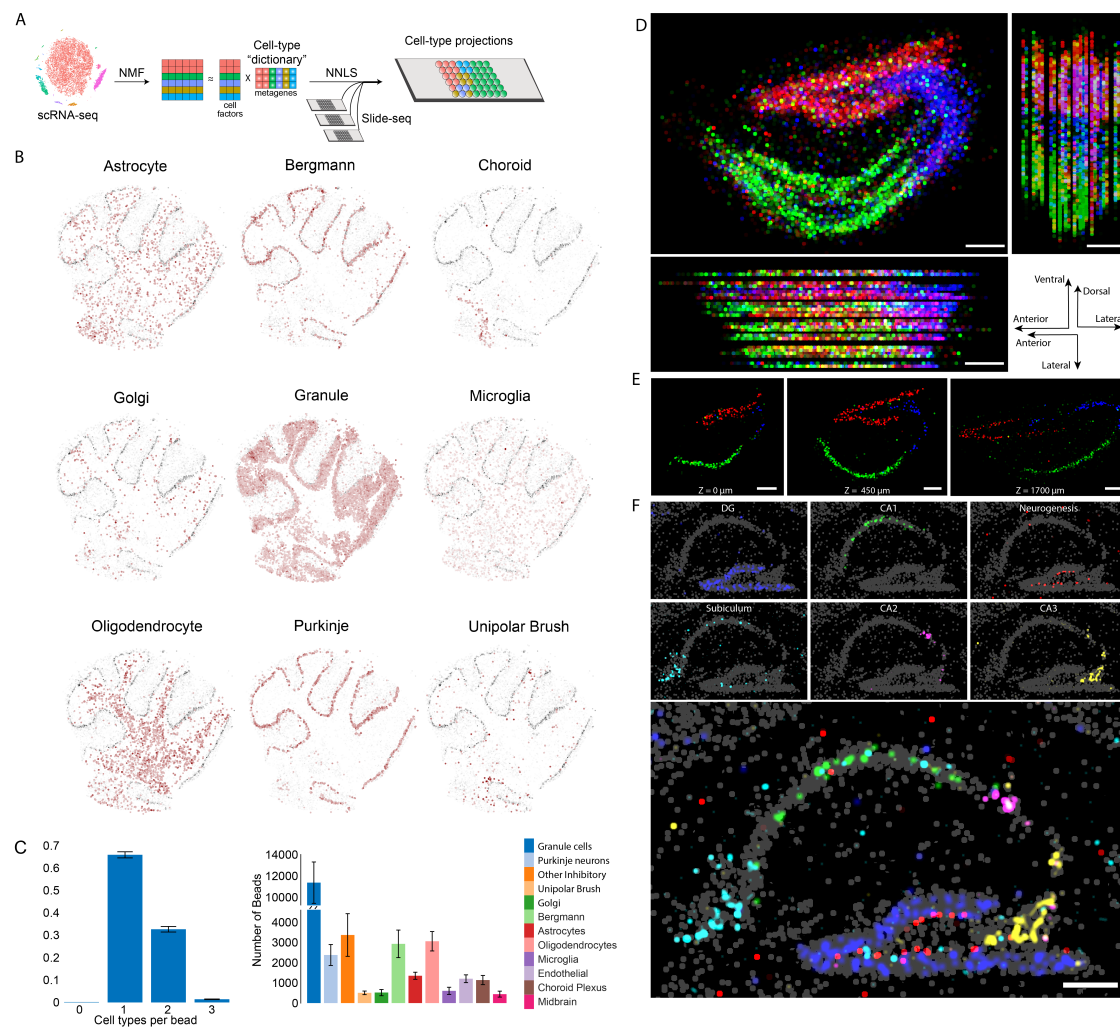 A
scRNA-seq
NMF
≈
x
cell
factors
Cell-type
“dictionary”
metagenes
NNLS
Slide-seq
Cell-type projections
B
Astrocyte
Bergmann
Choroid
Golgi
Granule
Microglia
Oligodendrocyte
Purkinje
Unipolar Brush
C
0.7
0.6
0.5
0.4
0.3
0.2
0.1
0
0 1 2 3
Cell types per bead
Number of Beads
14000
12000
10000
4000
3000
2000
1000
0
Granule cells
Purkinje neurons
Other Inhibitory
Unipolar Brush
Golgi
Bergmann
Astrocytes
Oligodendrocytes
Microglia
Endothelial
Choroid Plexus
Midbrain
D
Ventral
Dorsal
Anterior
Latera
Anterior
Lateral
E
Z = 0 μm
Z = 450 μm
Z = 1700 μm
F
DG
CA1
Neurogenesis
Subiculum
CA2
CA3